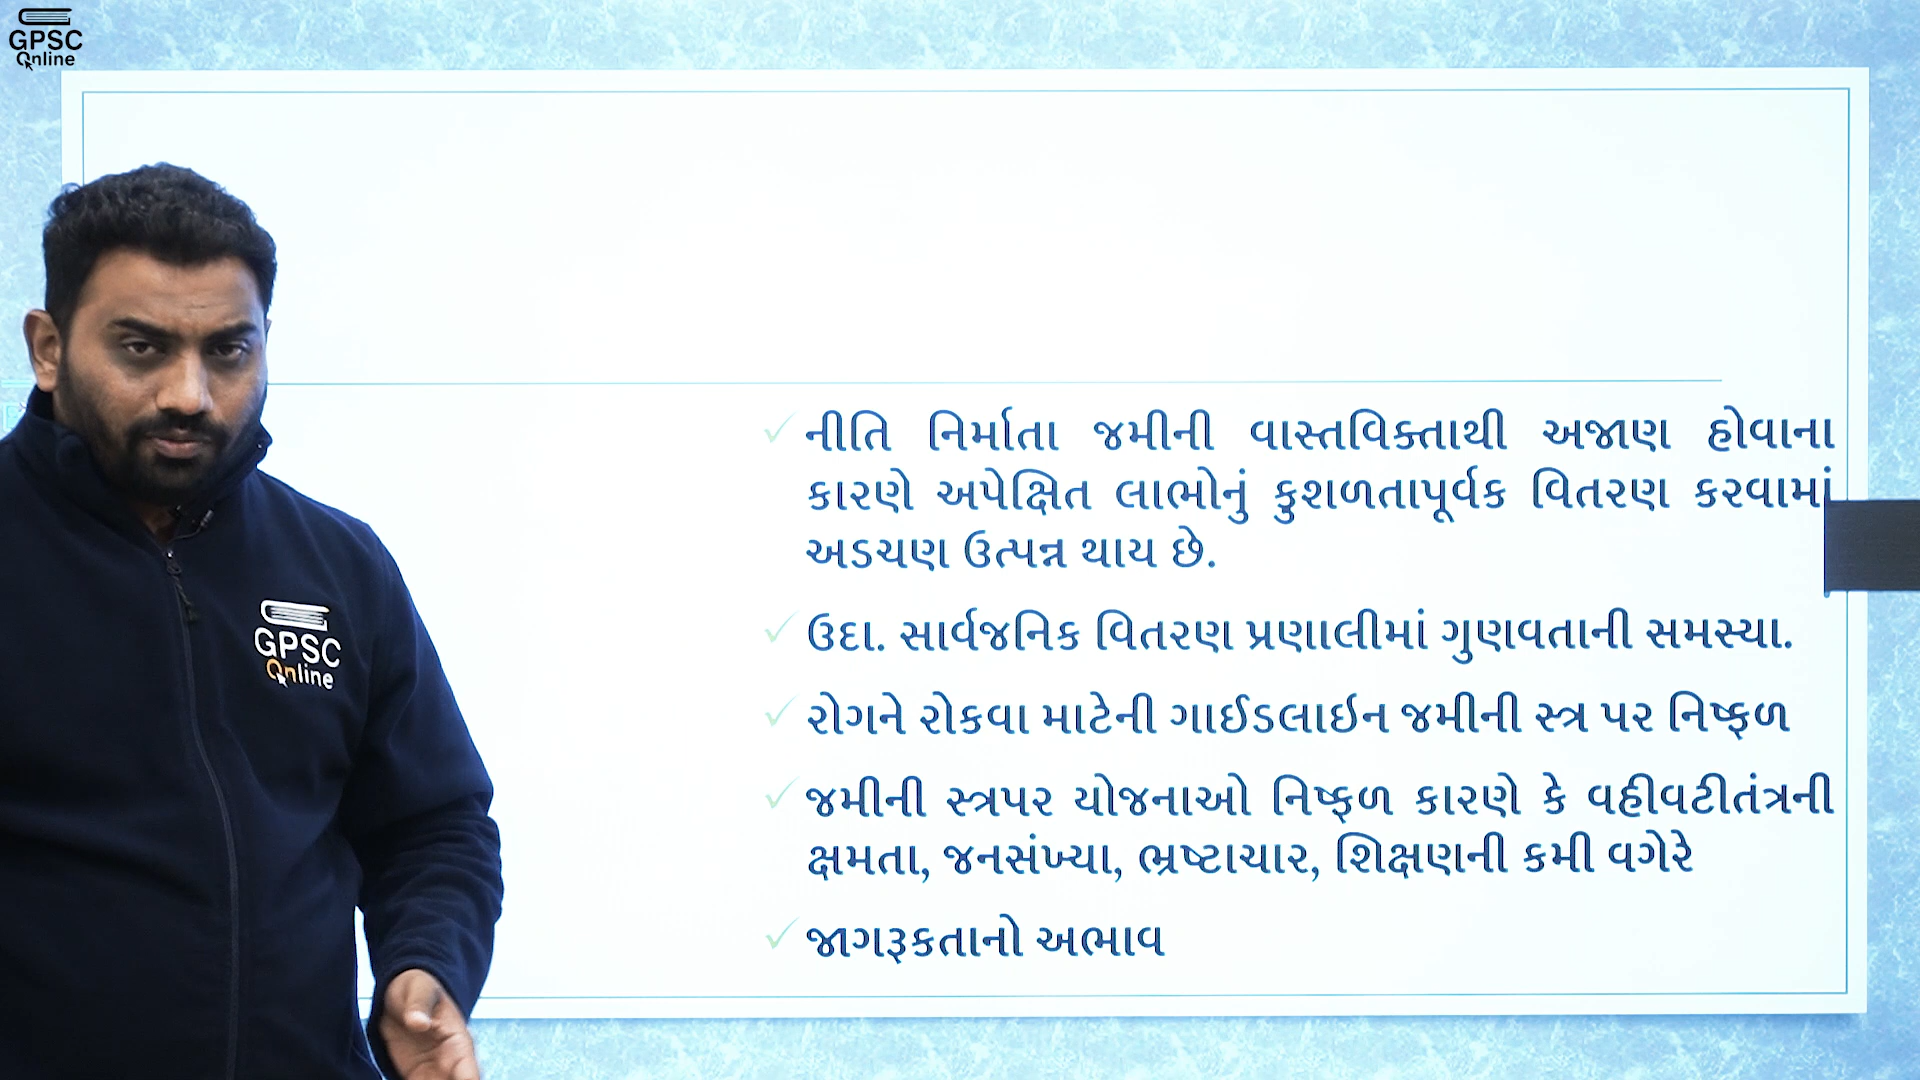 GPSC
Online
નીતિ નિર્માતા જમીની વાસ્તવિક્તાથી અજાણ હોવાના
કારણે અપેક્ષિત લાભોનું કુશળતાપૂર્વક વિતરણ કરવામાં
અડચણ ઉત્પન્ન થાય છે.
ઉદા. સાર્વજનિક વિતરણ પ્રણાલીમાં ગુણવતાની સમસ્યા.
રોગને રોકવા માટેની ગાઈડલાઇન જમીની સ્ત્ર પર નિષ્ફળ
જમીની સ્ત્રપર યોજનાઓ નિષ્ફળ કારણે કે વહીવટીતંત્રની
ક્ષમતા, જનસંખ્યા, ભ્રષ્ટાચાર, શિક્ષણની કમી વગેરે
જાગરૂકતાનો અભાવ
GPSC
Online